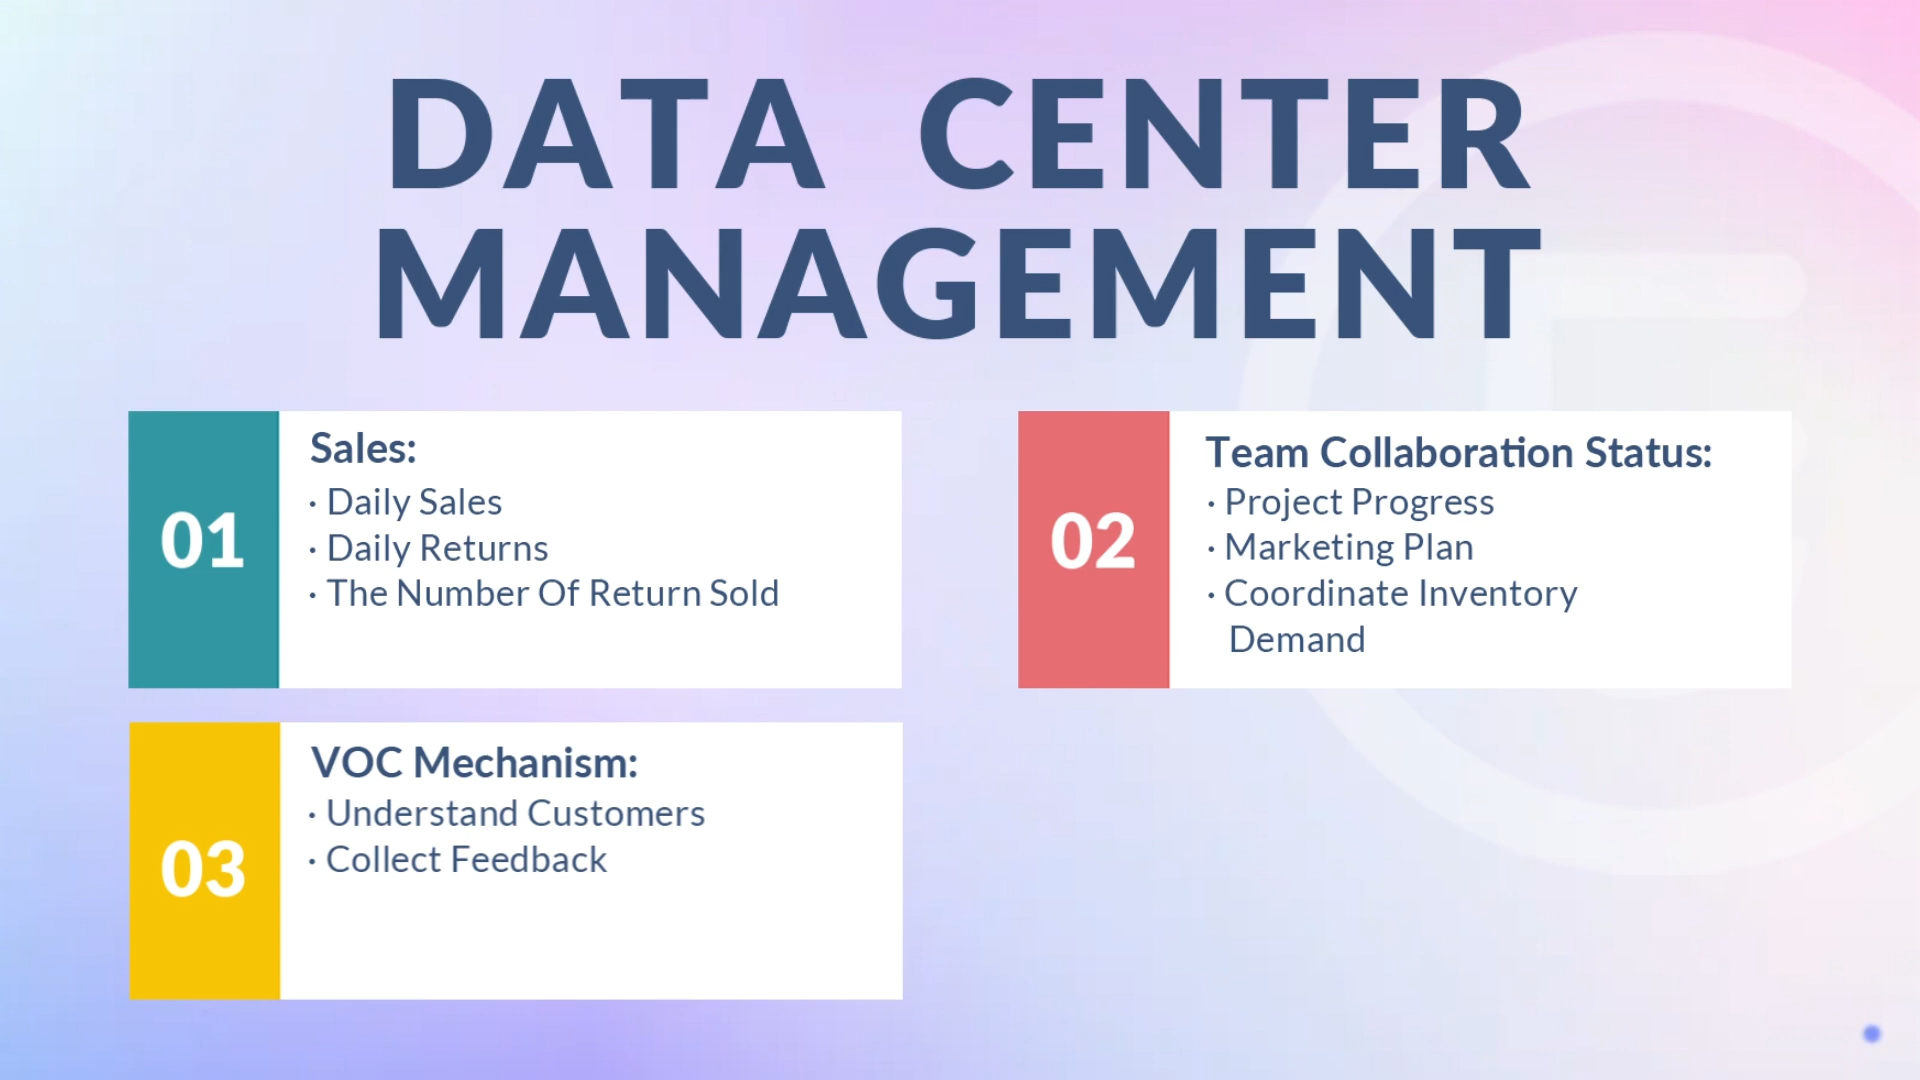 DATA CENTER
MANAGEMENT
01
Sales:
· Daily Sales
· Daily Returns
· The Number Of Return Sold
02
Team Collaboration Status:
· Project Progress
· Marketing Plan
· Coordinate Inventory
Demand
03
VOC Mechanism:
· Understand Customers
· Collect Feedback